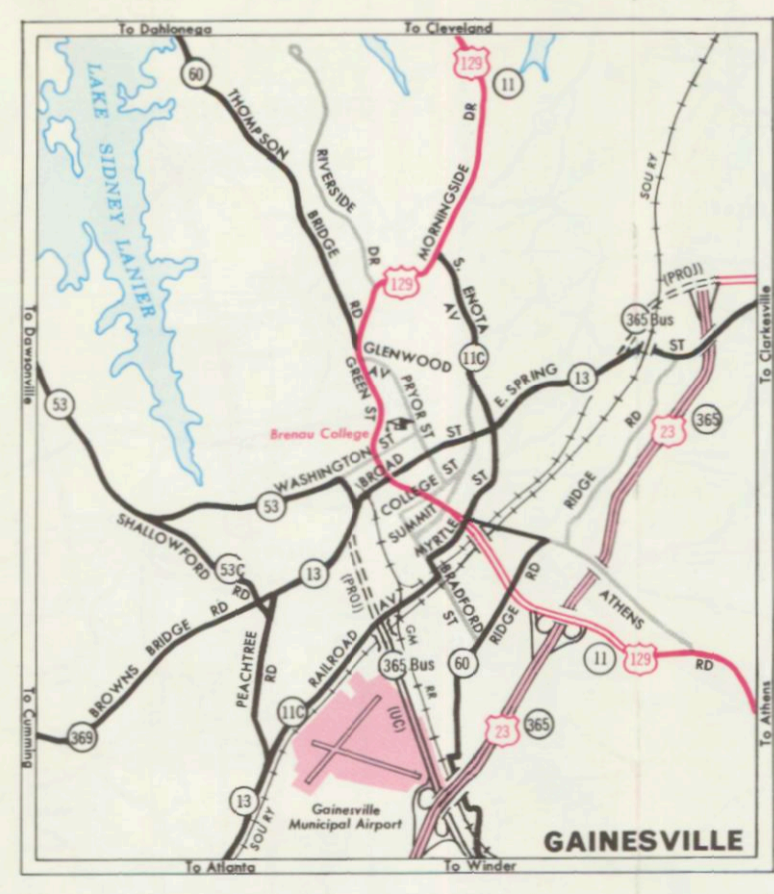 To Dahlonega
To Cleveland
129
11
60
DR
THOMPSON
LAKE SIDNEY LANIER
RIVERSIDE
SOU RY
MORNINGSIDE
BRIDGE
DR
S. ENOTA
(PROJ)
129
AV
RD
365 Bus
To Dawsonville
To Clarkesville
ST
GLENWOOD
11C
AV
E. SPRING
13
GREEN ST
PRYOR ST
53
RD
23
365
Brenau College
ST
WASHINGTON ST
BROAD
RIDGE
COLLEGE ST
ST
53
SUMMIT
SHALLOWFORD
MYRTLE
53C
13
RD
(PROJ)
AV
BRADFORD
RD
ATHENS
RD
BRIDGE
ST
RIDGE
GM
PEACHTREE
RD
RAILROAD
365 Bus
60
11
129
RD
BROWNS
RR
To Cumming
To Athens
11C
(UC)
369
23
365
13
SOU RY
Gainesville
Municipal Airport
GAINESVILLE
To Atlanta
To Winder